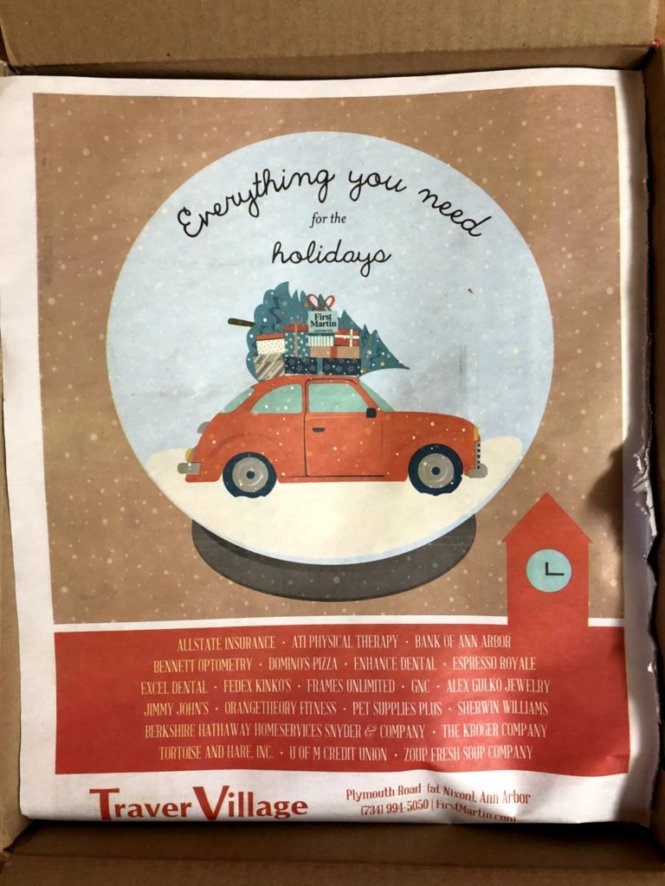 Everything you need
for the
holidays
First
Martin
ALLSTATE INSURANCE · ATI PHYSICAL THERAPY · BANK OF ANN ARBOR
BENNETT OPTOMETRY · DOMINO'S PIZZA · ENHANCE DENTAL · ESPRESSO ROYALE
EXCEL DENTAL · FEDEX KINKO'S · FRAMES UNLIMITED · GNC · ALEX GULKO JEWELRY
JIMMY JOHN'S · ORANGETHEORY FITNESS · PET SUPPLIES PLUS · SHERWIN WILLIAMS
BERKSHIRE HATHAWAY HOMESERVICES SNYDER & COMPANY · THE KROGER COMPANY
TORTOISE AND HARE, INC. · U OF M CREDIT UNION · ZOUP FRESH SOUP COMPANY
Traver Village
Plymouth Road (at Nixon), Ann Arbor
(734) 994-5050 | FirstMartin.com